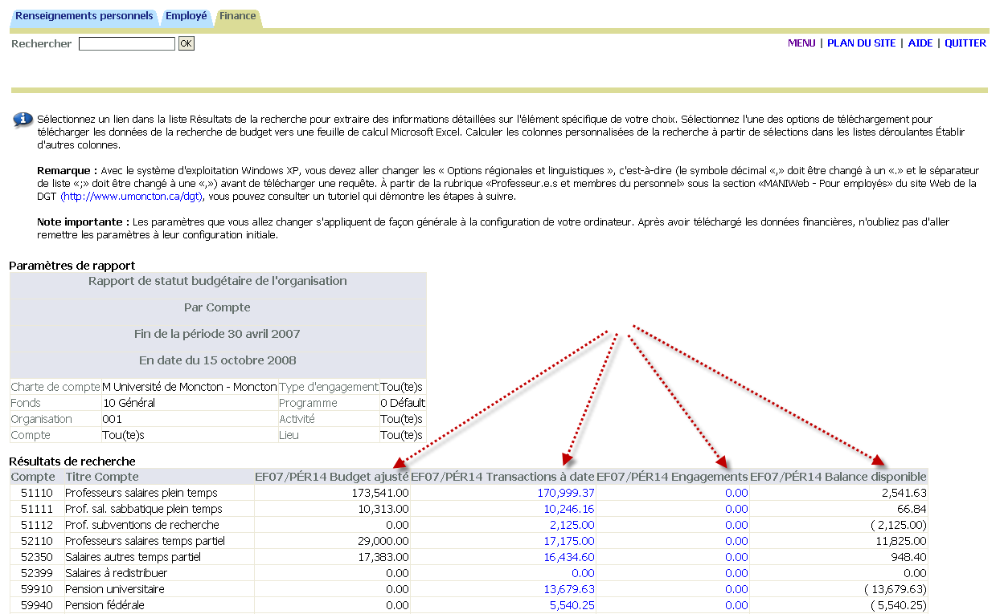 Renseignements personnels Employé Finance
Rechercher OK MENU | PLAN DU SITE | AIDE | QUITTER
Sélectionnez un lien dans la liste Résultats de la recherche pour extraire des informations détaillées sur l'élément spécifique de votre choix. Sélectionnez l'une des options de téléchargement pour
télécharger les données de la recherche de budget vers une feuille de calcul Microsoft Excel. Calculer les colonnes personnalisées de la recherche à partir de sélections dans les listes déroulantes Établir
d'autres colonnes.
Remarque : Avec le système d'exploitation Windows XP, vous devez aller changer les « Options régionales et linguistiques », c'est-à-dire (le symbole décimal «,» doit être changé à un «.» et le séparateur
de liste «;» doit être changé à une «,») avant de télécharger une requête. À partir de la rubrique «Professeur.e.s et membres du personnel» sous la section «MANIWeb - Pour employés» du site Web de la
DGT (http://www.umoncton.ca/dgt), vous pouvez consulter un tutoriel qui démontre les étapes à suivre.
Note importante : Les paramètres que vous allez changer s'appliquent de façon générale à la configuration de votre ordinateur. Après avoir téléchargé les données financières, n'oubliez pas d'aller
remettre les paramètres à leur configuration initiale.
Paramètres de rapport
Rapport de statut budgétaire de l'organisation
Par Compte
Fin de la période 30 avril 2007
En date du 15 octobre 2008
Charte de compte M Université de Moncton - Moncton Type d'engagement Tou(te)s
Fonds 10 Général Programme 0 Défault
Organisation 001 Activité Tou(te)s
Compte Tou(te)s Lieu Tou(te)s
Résultats de recherche
Compte Titre Compte EF07/PÉR14 Budget ajusté EF07/PÉR14 Transactions à date EF07/PÉR14 Engagements EF07/PÉR14 Balance disponible
51110 Professeurs salaires plein temps 173,541.00 170,999.37 0.00 2,541.63
51111 Prof. sal. sabbatique plein temps 10,313.00 10,246.16 0.00 66.84
51112 Prof. subventions de recherche 0.00 2,125.00 0.00 ( 2,125.00)
52110 Professeurs salaires temps partiel 29,000.00 17,175.00 0.00 11,825.00
52350 Salaires autres temps partiel 17,383.00 16,434.60 0.00 948.40
52399 Salaires à redistribuer 0.00 0.00 0.00 0.00
59910 Pension universitaire 0.00 13,679.63 0.00 ( 13,679.63)
59940 Pension fédérale 0.00 5,540.25 0.00 ( 5,540.25)